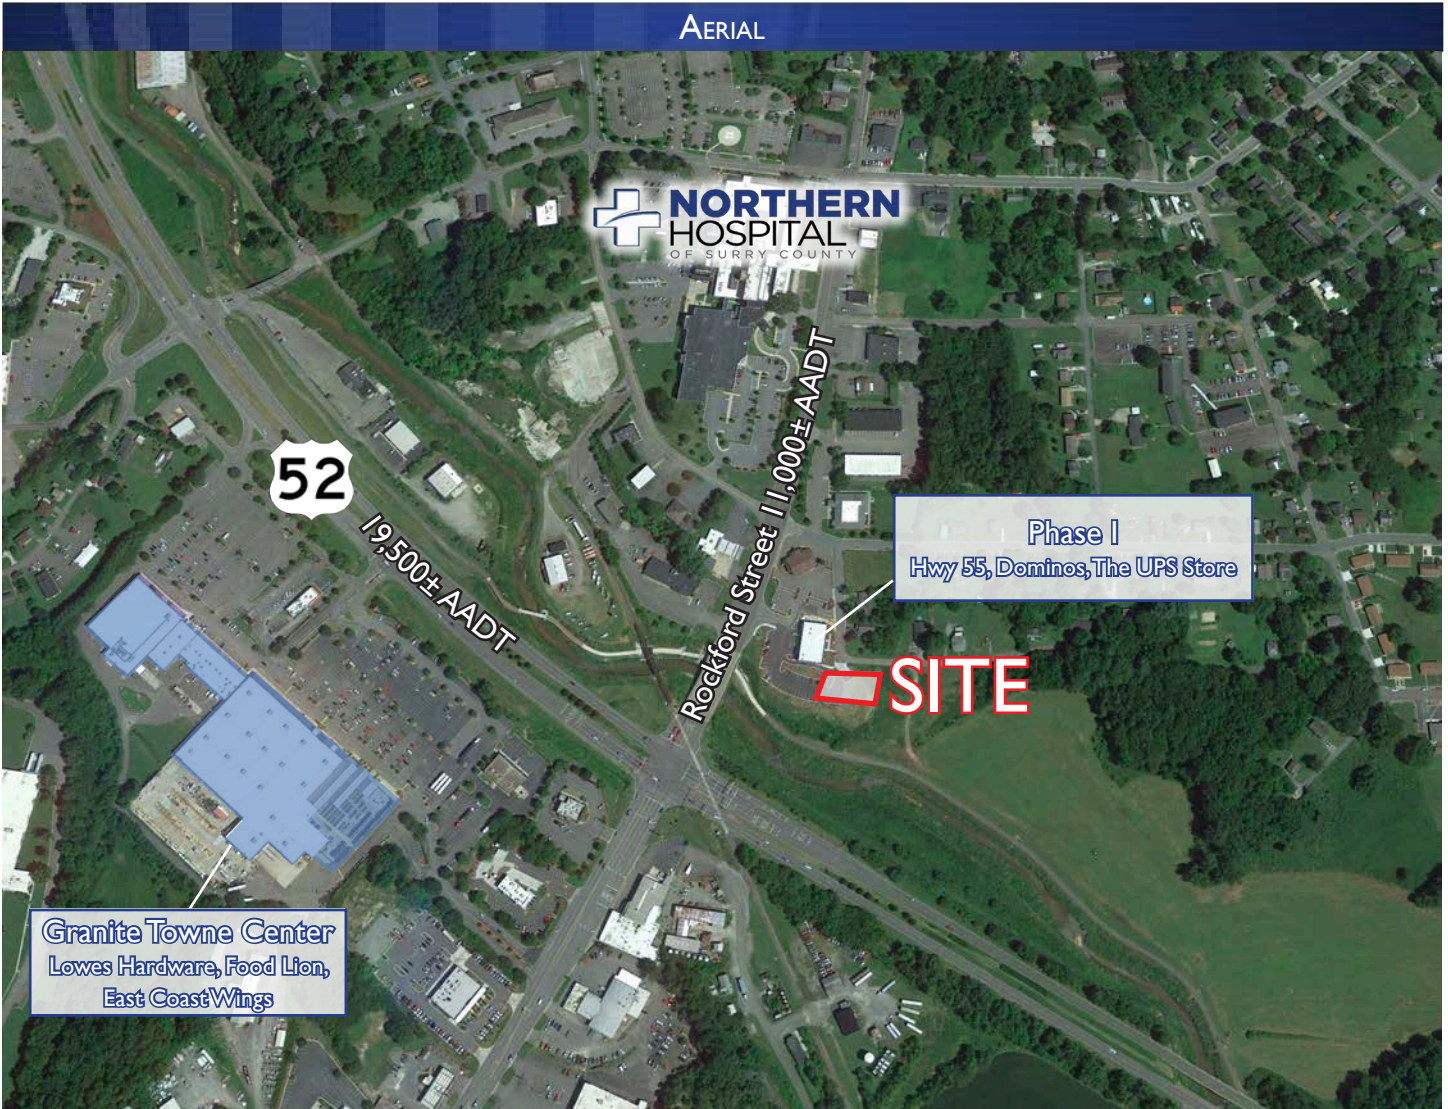 Aerial
NORTHERN
HOSPITAL
OF SURRY COUNTY
52
19,500± AADT
Rockford Street 11,000± AADT
Phase I
Hwy 55, Dominos, The UPS Store
SITE
Granite Towne Center
Lowes Hardware, Food Lion,
East Coast Wings